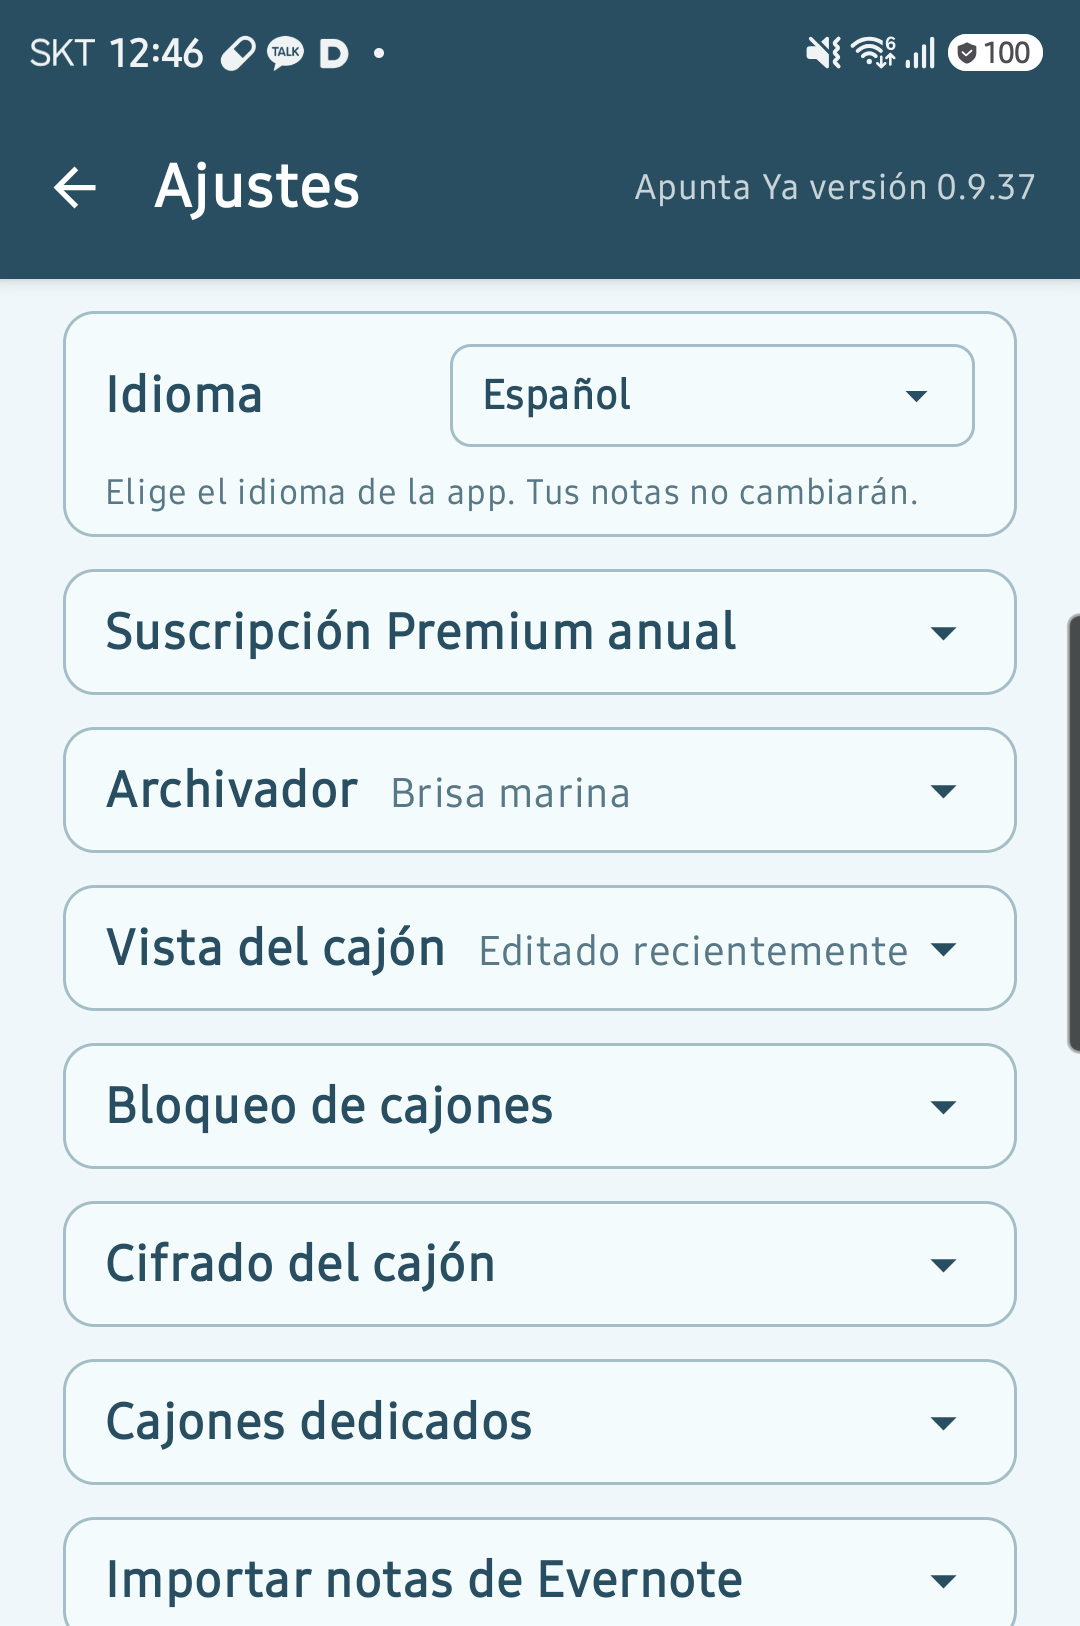 SKT 12:46 TALK D 6 100
Ajustes
Apunta Ya versión 0.9.37
Idioma
Español
Elige el idioma de la app. Tus notas no cambiarán.
Suscripción Premium anual
Archivador Brisa marina
Vista del cajón Editado recientemente
Bloqueo de cajones
Cifrado del cajón
Cajones dedicados
Importar notas de Evernote